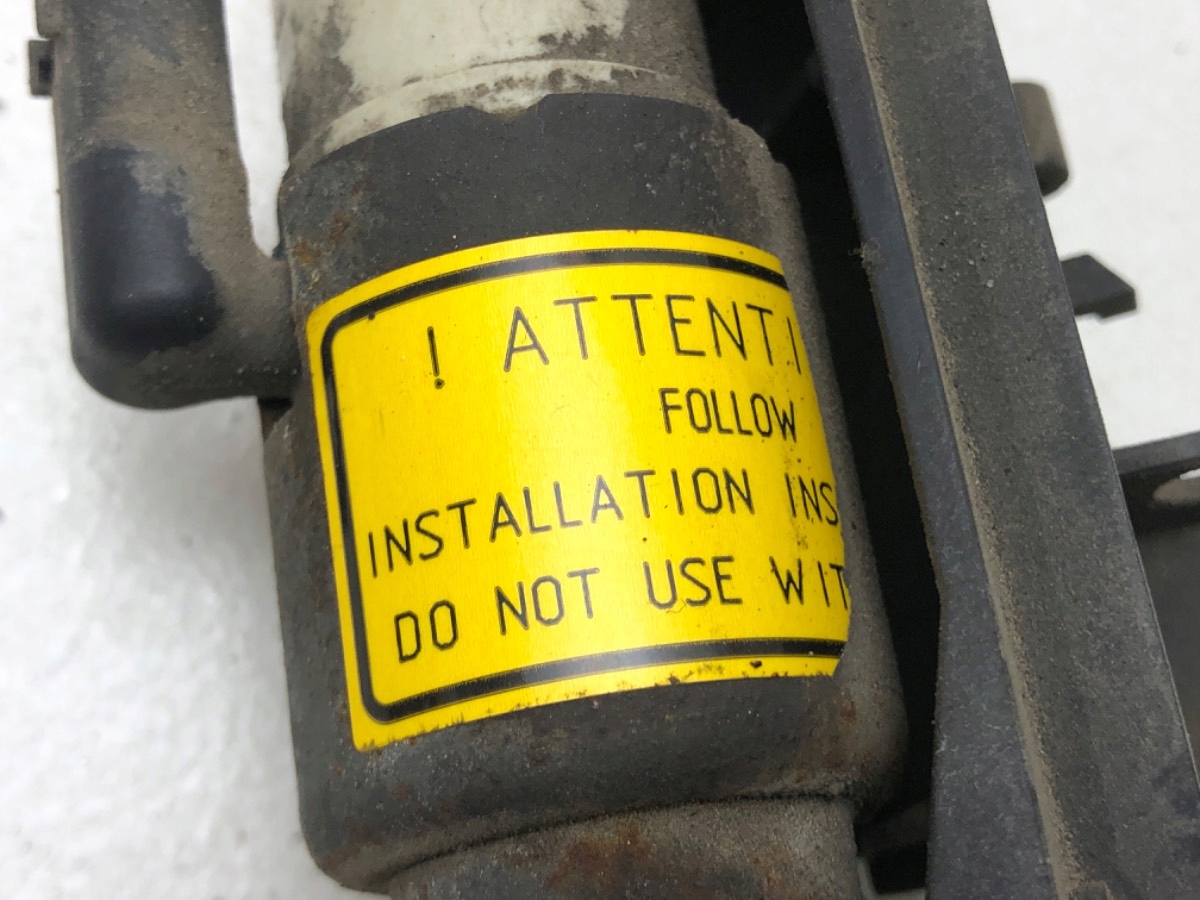 ! ATTENTI
FOLLOW
INSTALLATION INS
DO NOT USE WIT